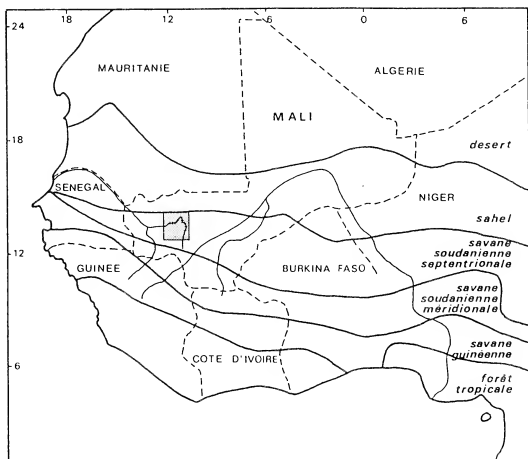 18 12 6 0 6
24
MAURITANIE
ALGERIE
MALI
18
desert
SENEGAL
NIGER
sahel
12
savane
soudanienne
septentrionale
GUINEE
BURKINA FASO
savane
soudanienne
méridionale
savane
guinéenne
COTE D'IVOIRE
6
forêt
tropicale